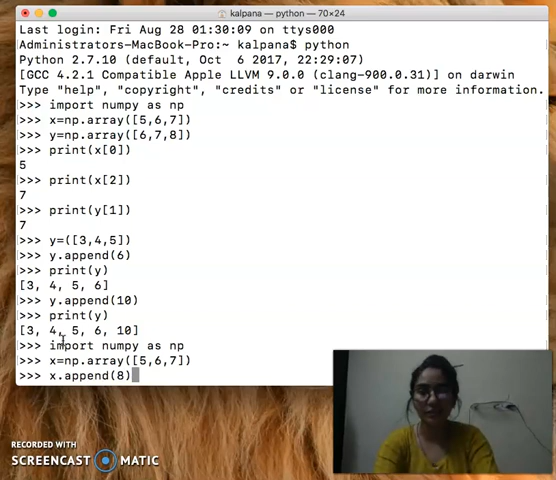 kalpana — python — 70×24
Last login: Fri Aug 28 01:30:09 on ttys000
Administrators-MacBook-Pro:~ kalpana$ python
Python 2.7.10 (default, Oct  6 2017, 22:29:07)
[GCC 4.2.1 Compatible Apple LLVM 9.0.0 (clang-900.0.31)] on darwin
Type "help", "copyright", "credits" or "license" for more information.
>>> import numpy as np
>>> x=np.array([5,6,7])
>>> y=np.array([6,7,8])
>>> print(x[0])
5
>>> print(x[2])
7
>>> print(y[1])
7
>>> y=([3,4,5])
>>> y.append(6)
>>> print(y)
[3, 4, 5, 6]
>>> y.append(10)
>>> print(y)
[3, 4, 5, 6, 10]
>>> import numpy as np
>>> x=np.array([5,6,7])
>>> x.append(8)
RECORDED WITH
SCREENCAST MATIC